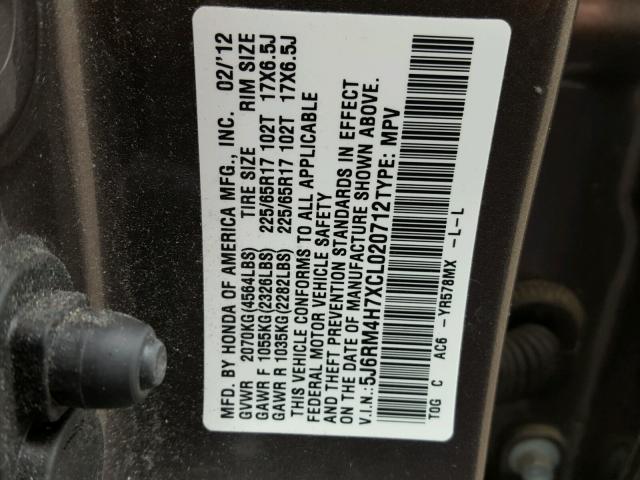 MFD. BY HONDA OF AMERICA MFG., INC. 02/'12
GVWR 2070KG(4564LBS) TIRE SIZE RIM SIZE
GAWR F 1055KG(2326LBS) 225/65R17 102T 17X6.5J
GAWR R 1035KG(2282LBS) 225/65R17 102T 17X6.5J
THIS VEHICLE CONFORMS TO ALL APPLICABLE
FEDERAL MOTOR VEHICLE SAFETY
AND THEFT PREVENTION STANDARDS IN EFFECT
ON THE DATE OF MANUFACTURE SHOWN ABOVE.
V.I.N.:5J6RM4H7XCL020712TYPE: MPV
TOG C AC6 -YR578MX -L-L